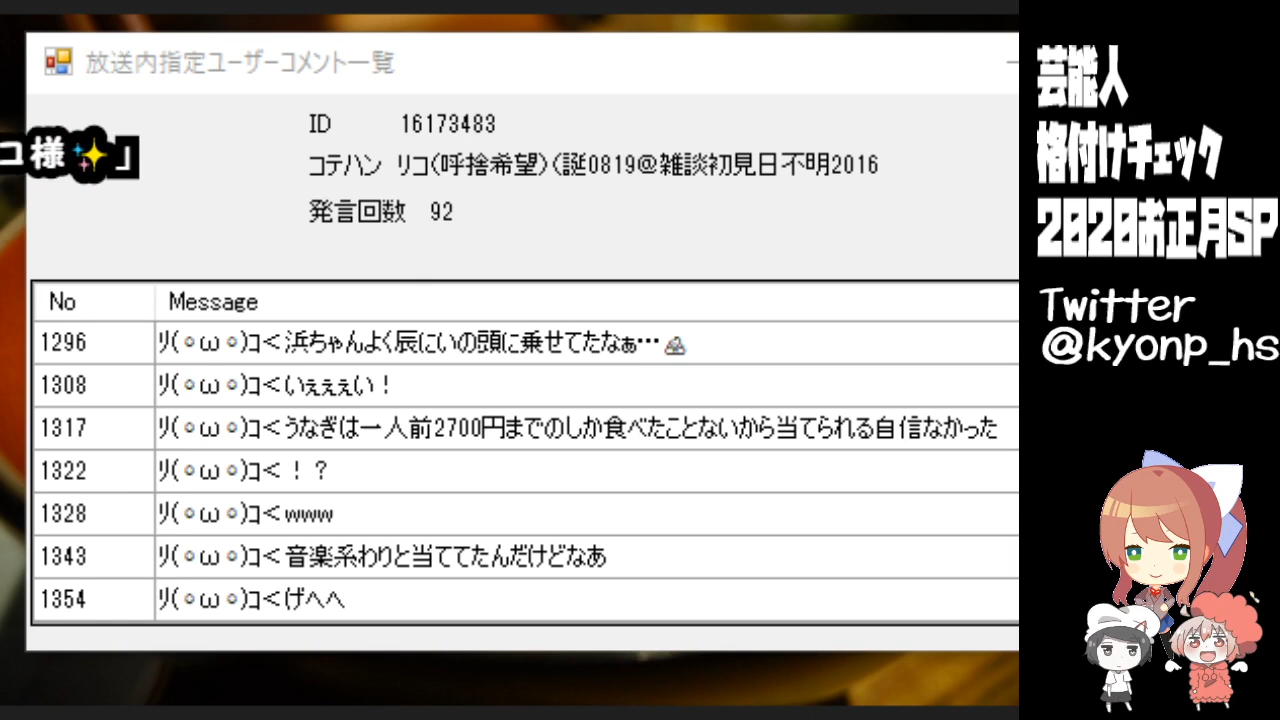 放送内指定ユーザーコメント一覧
コ様✨」
ID 16173483
コテハン リコ(呼捨希望)(誕0819@雑談初見日不明2016
発言回数 92
No Message
1296 ﾘ(｡ω｡)ｺ＜浜ちゃんよく辰にいの頭に乗せてたなぁ…
1308 ﾘ(｡ω｡)ｺ＜いぇぇぇい！
1317 ﾘ(｡ω｡)ｺ＜うなぎは一人前2700円までのしか食べたことないから当てられる自信なかった
1322 ﾘ(｡ω｡)ｺ＜！？
1328 ﾘ(｡ω｡)ｺ＜www
1343 ﾘ(｡ω｡)ｺ＜音楽系わりと当ててたんだけどなあ
1354 ﾘ(｡ω｡)ｺ＜げへへ
芸能人
格付けチェック
2020お正月SP
Twitter
@kyonp_hs